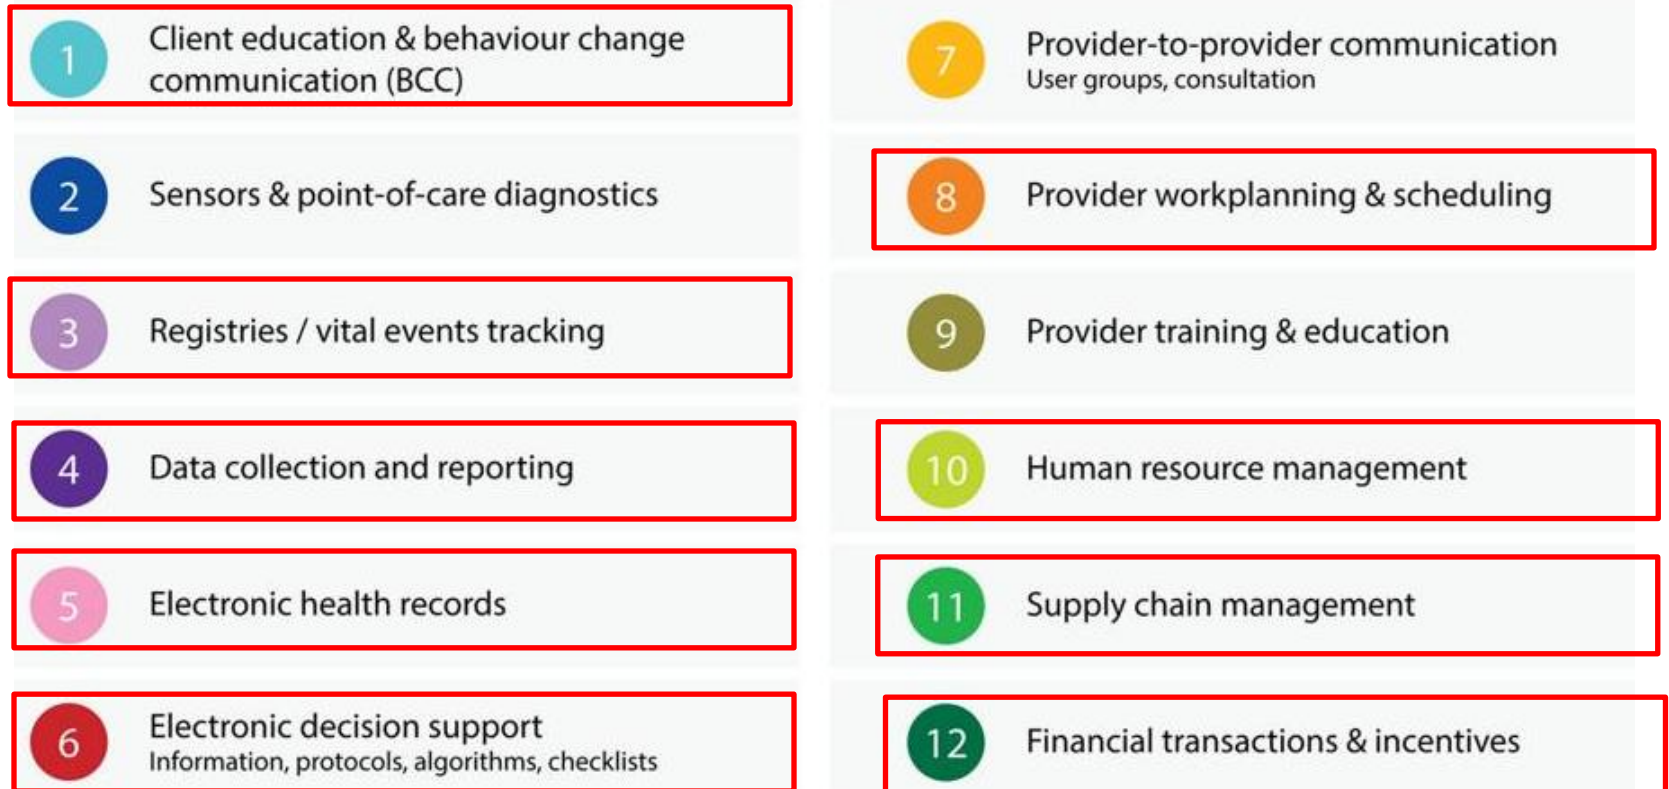 1
Client education & behaviour change
communication (BCC)
2
Sensors & point-of-care diagnostics
3
Registries / vital events tracking
4
Data collection and reporting
5
Electronic health records
6
Electronic decision support
Information, protocols, algorithms, checklists
7
Provider-to-provider communication
User groups, consultation
8
Provider workplanning & scheduling
9
Provider training & education
10
Human resource management
11
Supply chain management
12
Financial transactions & incentives